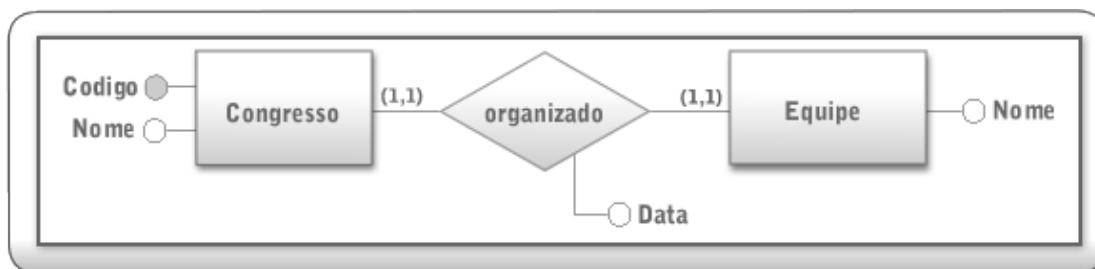 Codigo
Nome
Congresso
(1,1)
organizado
(1,1)
Equipe
Nome
Data